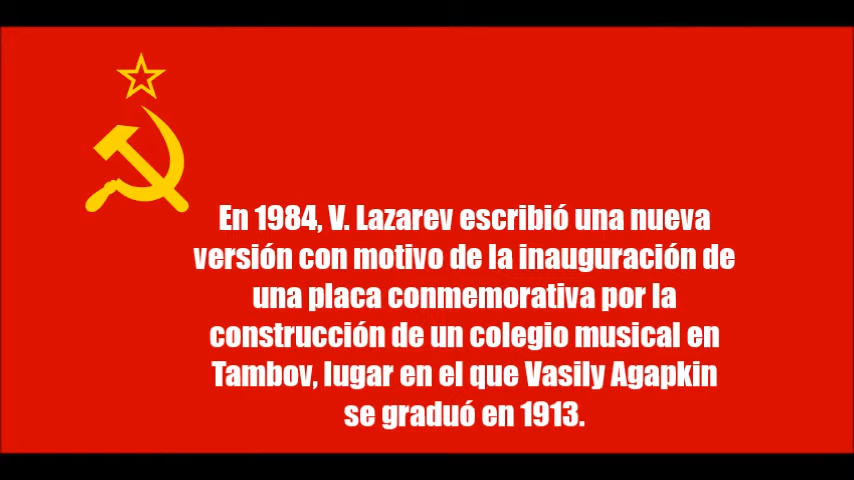 En 1984, V. Lazarev escribió una nueva
versión con motivo de la inauguración de
una placa conmemorativa por la
construcción de un colegio musical en
Tambov, lugar en el que Vasily Agapkin
se graduó en 1913.